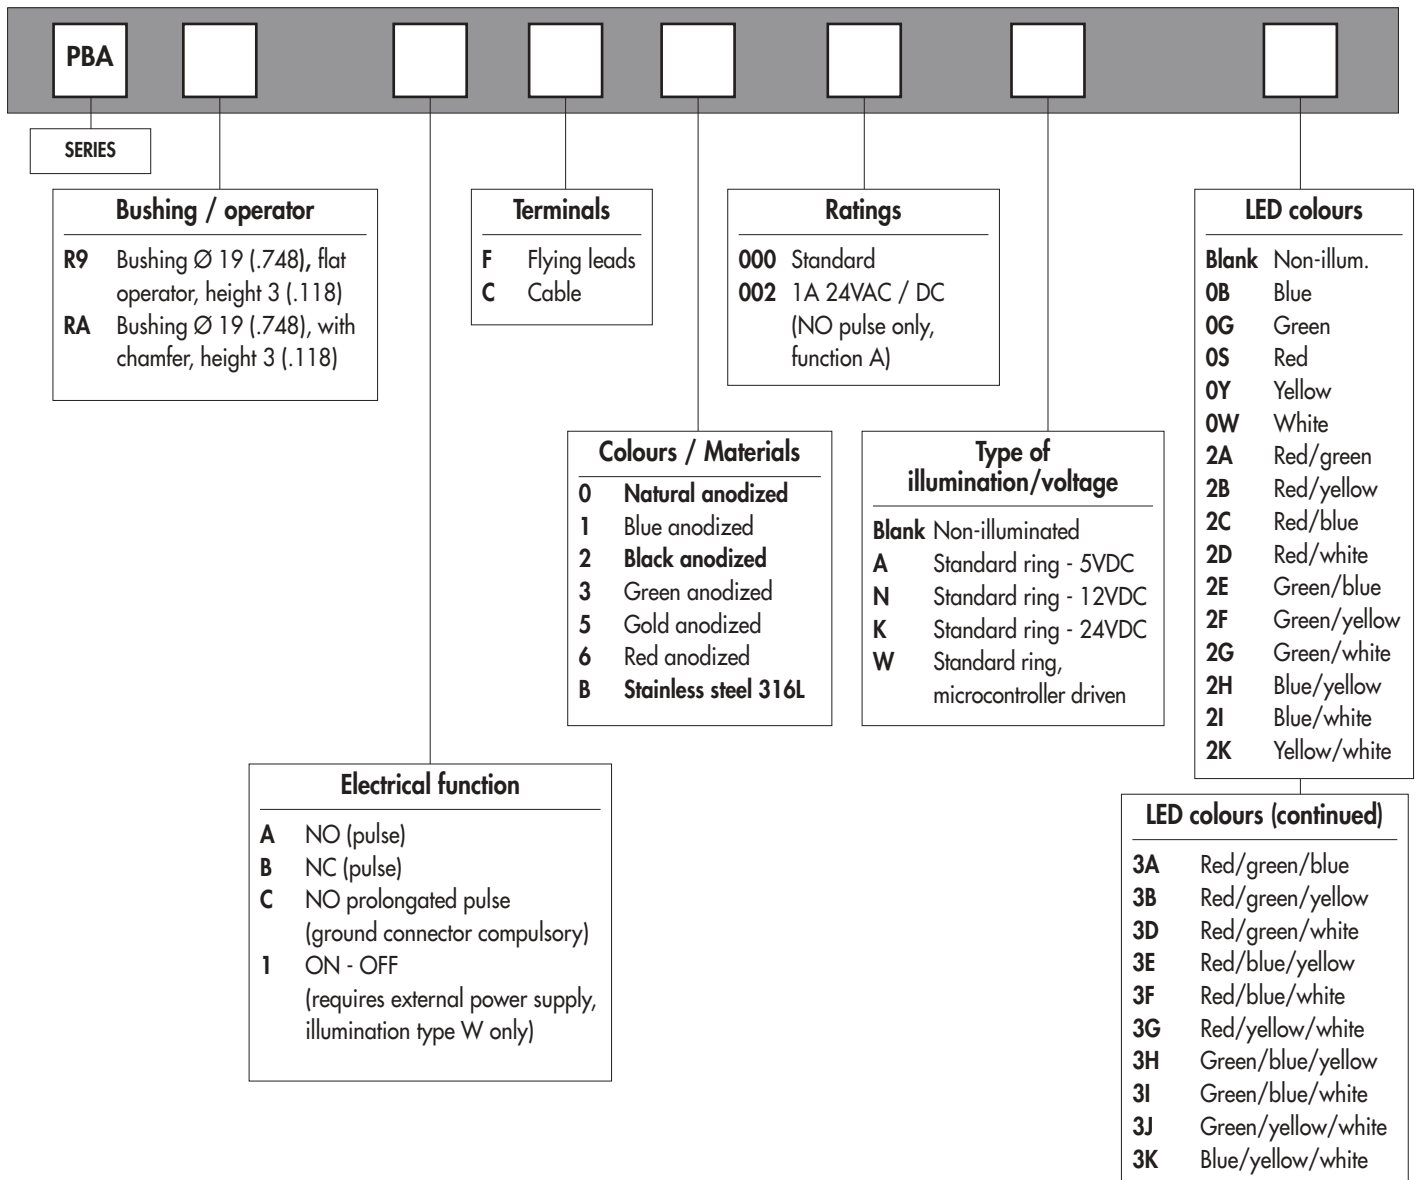 PBA
SERIES
Bushing / operator
R9 Bushing Ø 19 (.748), flat
operator, height 3 (.118)
RA Bushing Ø 19 (.748), with
chamfer, height 3 (.118)
Terminals
F Flying leads
C Cable
Ratings
000 Standard
002 1A 24VAC / DC
(NO pulse only,
function A)
LED colours
Blank Non-illum.
0B Blue
0G Green
0S Red
0Y Yellow
0W White
2A Red/green
2B Red/yellow
2C Red/blue
2D Red/white
2E Green/blue
2F Green/yellow
2G Green/white
2H Blue/yellow
2I Blue/white
2K Yellow/white
Colours / Materials
0 Natural anodized
1 Blue anodized
2 Black anodized
3 Green anodized
5 Gold anodized
6 Red anodized
B Stainless steel 316L
Type of
illumination/voltage
Blank Non-illuminated
A Standard ring - 5VDC
N Standard ring - 12VDC
K Standard ring - 24VDC
W Standard ring,
microcontroller driven
Electrical function
A NO (pulse)
B NC (pulse)
C NO prolongated pulse
(ground connector compulsory)
1 ON - OFF
(requires external power supply,
illumination type W only)
LED colours (continued)
3A Red/green/blue
3B Red/green/yellow
3D Red/green/white
3E Red/blue/yellow
3F Red/blue/white
3G Red/yellow/white
3H Green/blue/yellow
3I Green/blue/white
3J Green/yellow/white
3K Blue/yellow/white